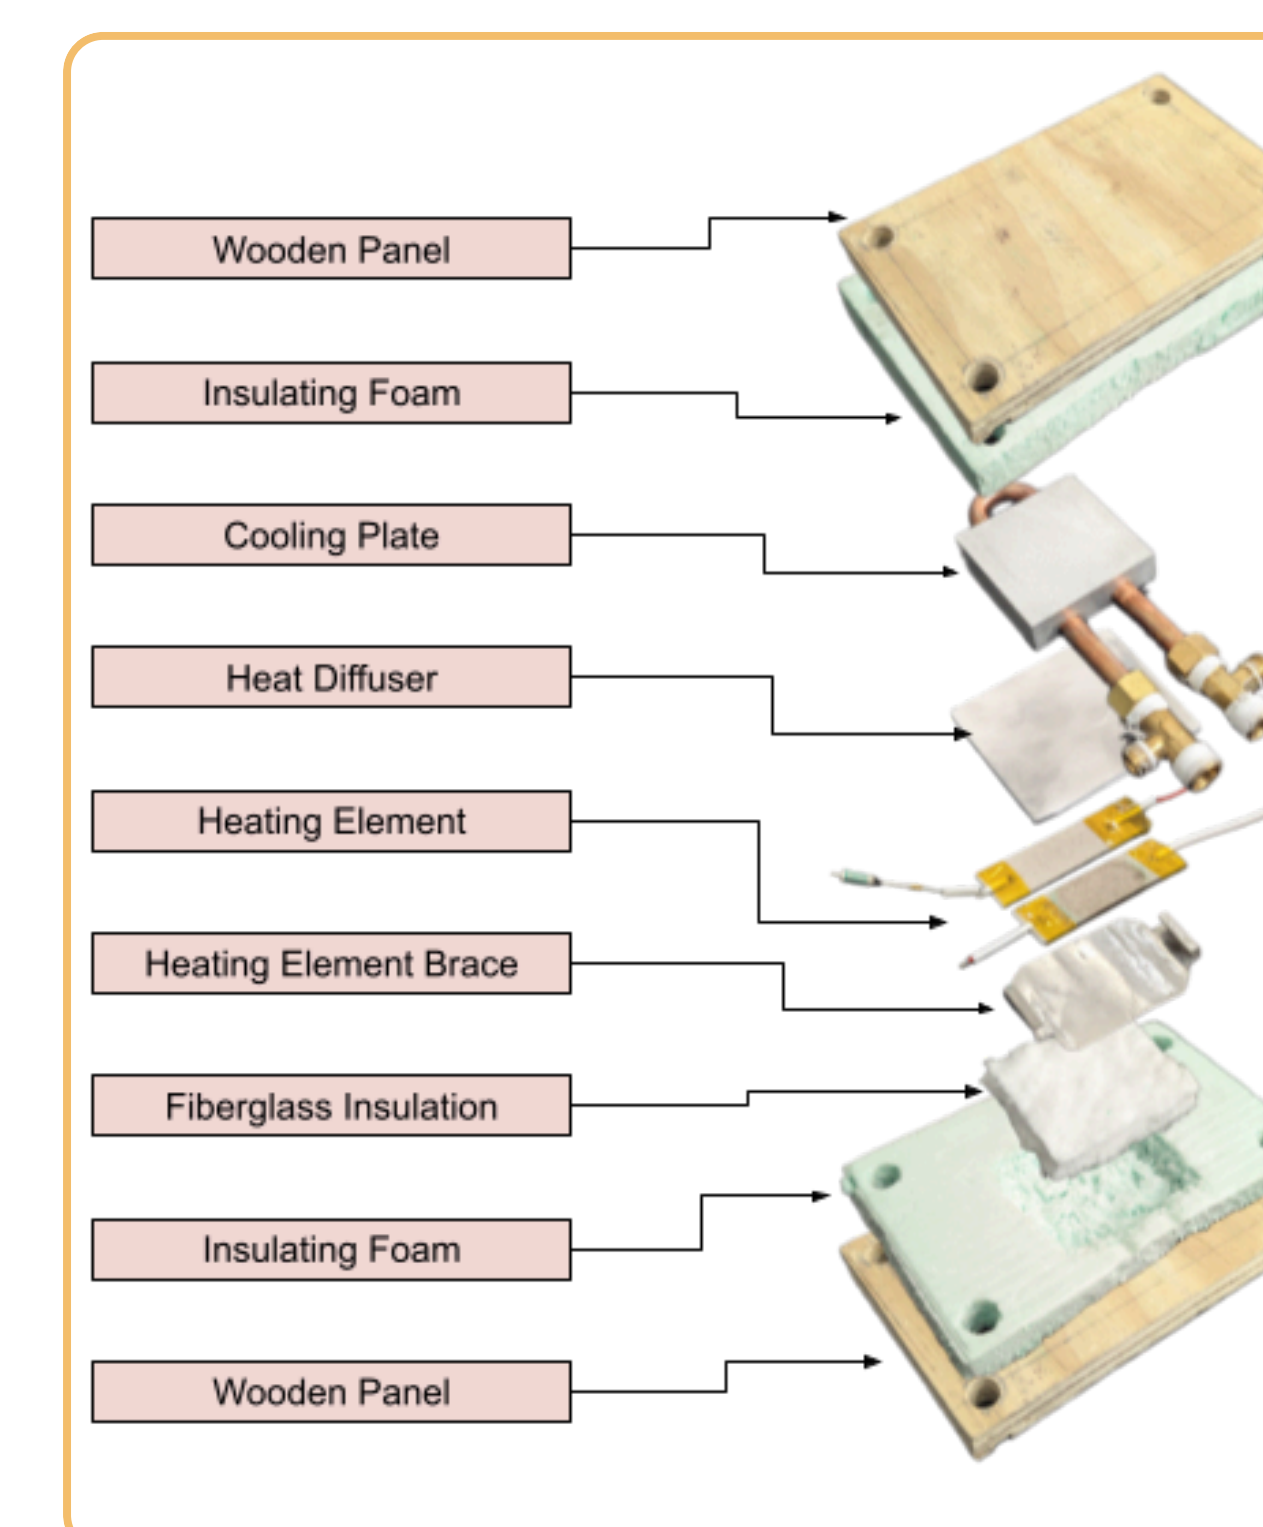 Wooden Panel
Insulating Foam
Cooling Plate
Heat Diffuser
Heating Element
Heating Element Brace
Fiberglass Insulation
Insulating Foam
Wooden Panel